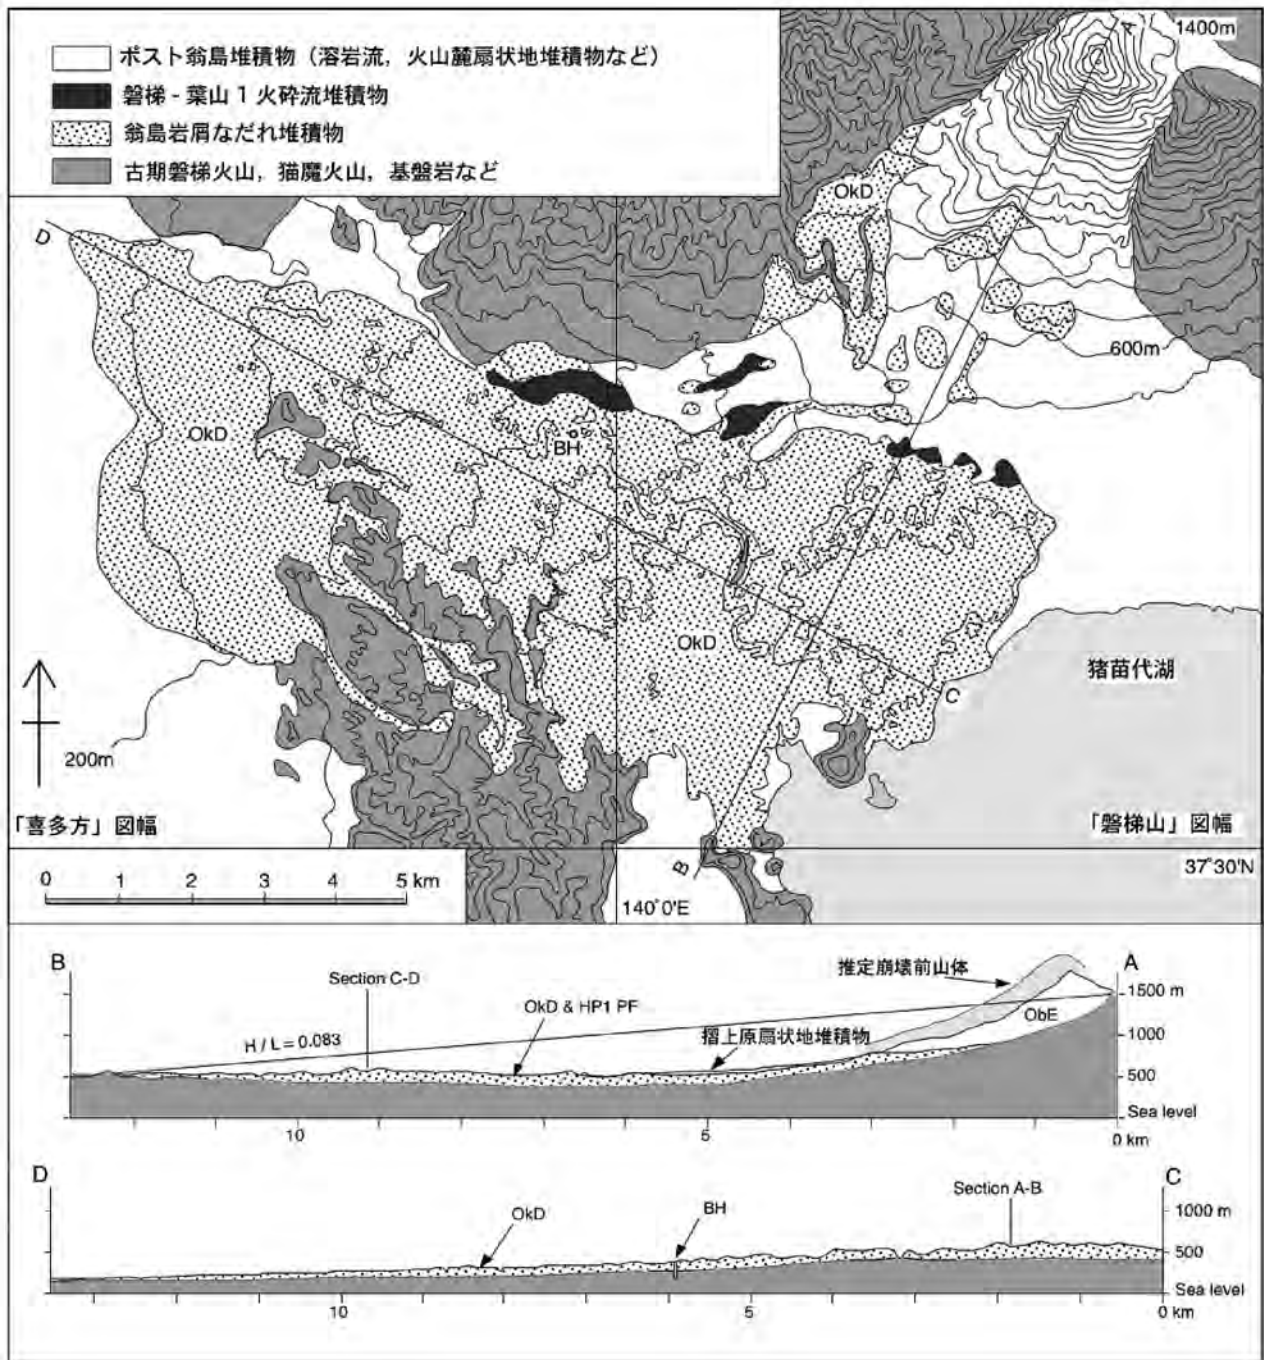 ポスト翁島堆積物（溶岩流，火山麓扇状地堆積物など）
磐梯 - 葉山 1 火砕流堆積物
翁島岩屑なだれ堆積物
古期磐梯火山，猫魔火山，基盤岩など
A
1400m
OkD
D
600m
OkD
BH
OkD
猪苗代湖
C
200m
「喜多方」図幅
「磐梯山」図幅
B
37°30'N
0 1 2 3 4 5 km
140°0'E
B
Section C-D
推定崩壊前山体
A
OkD & HP1 PF
1500 m
ObE
H / L = 0.083
摺上原扇状地堆積物
1000
500
Sea level
10
5
0 km
D
C
Section A-B
OkD
BH
1000 m
500
Sea level
10
5
0 km